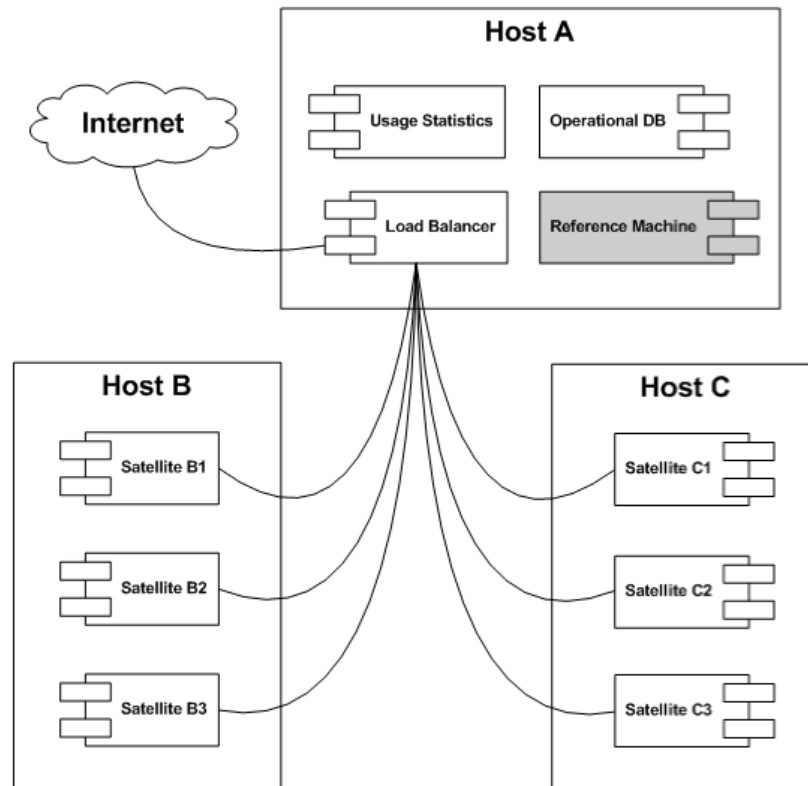 Host A
Internet
Usage Statistics
Operational DB
Load Balancer
Reference Machine
Host B
Host C
Satellite B1
Satellite C1
Satellite B2
Satellite C2
Satellite B3
Satellite C3